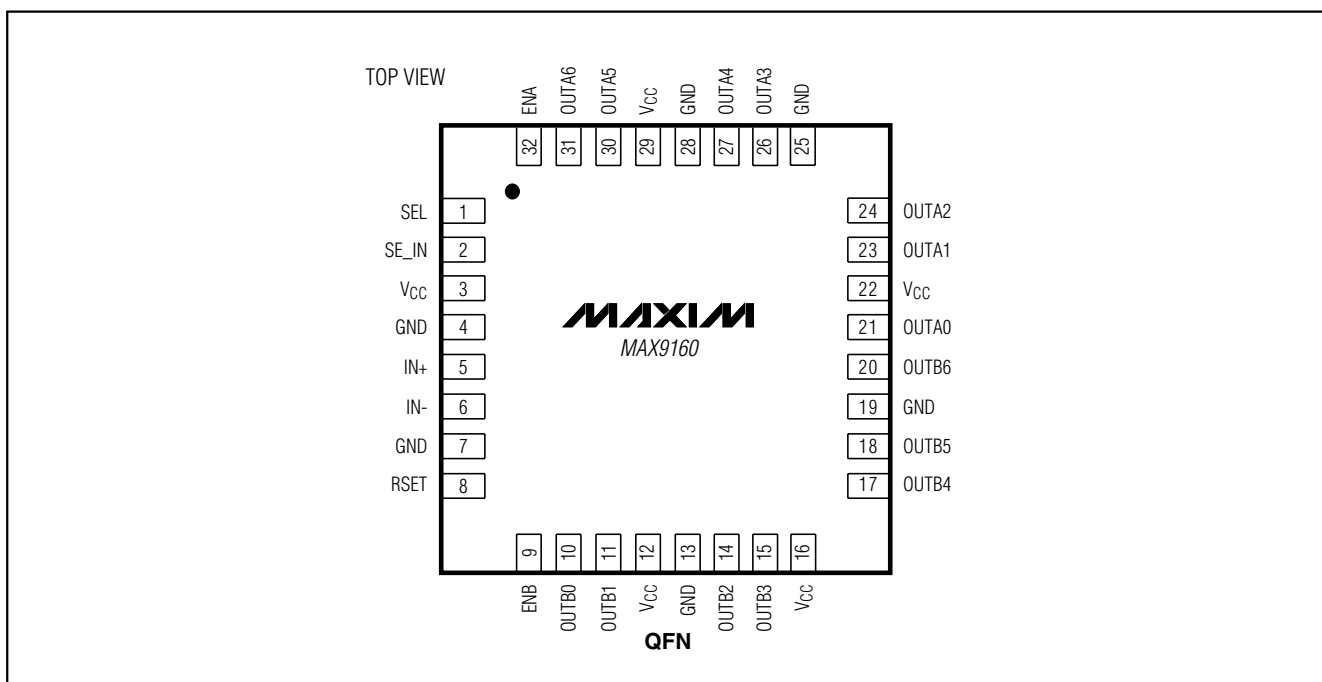 TOP VIEW
ENA OUTA6 OUTA5 VCC GND OUTA4 OUTA3 GND
32 31 30 29 28 27 26 25
SEL 1 24 OUTA2
SE_IN 2 23 OUTA1
VCC 3 22 VCC
GND 4 21 OUTA0
IN+ 5 20 OUTB6
IN- 6 19 GND
GND 7 18 OUTB5
RSET 8 17 OUTB4
MAXIM
MAX9160
9 10 11 12 13 14 15 16
ENB OUTB0 OUTB1 VCC GND OUTB2 OUTB3 VCC
QFN